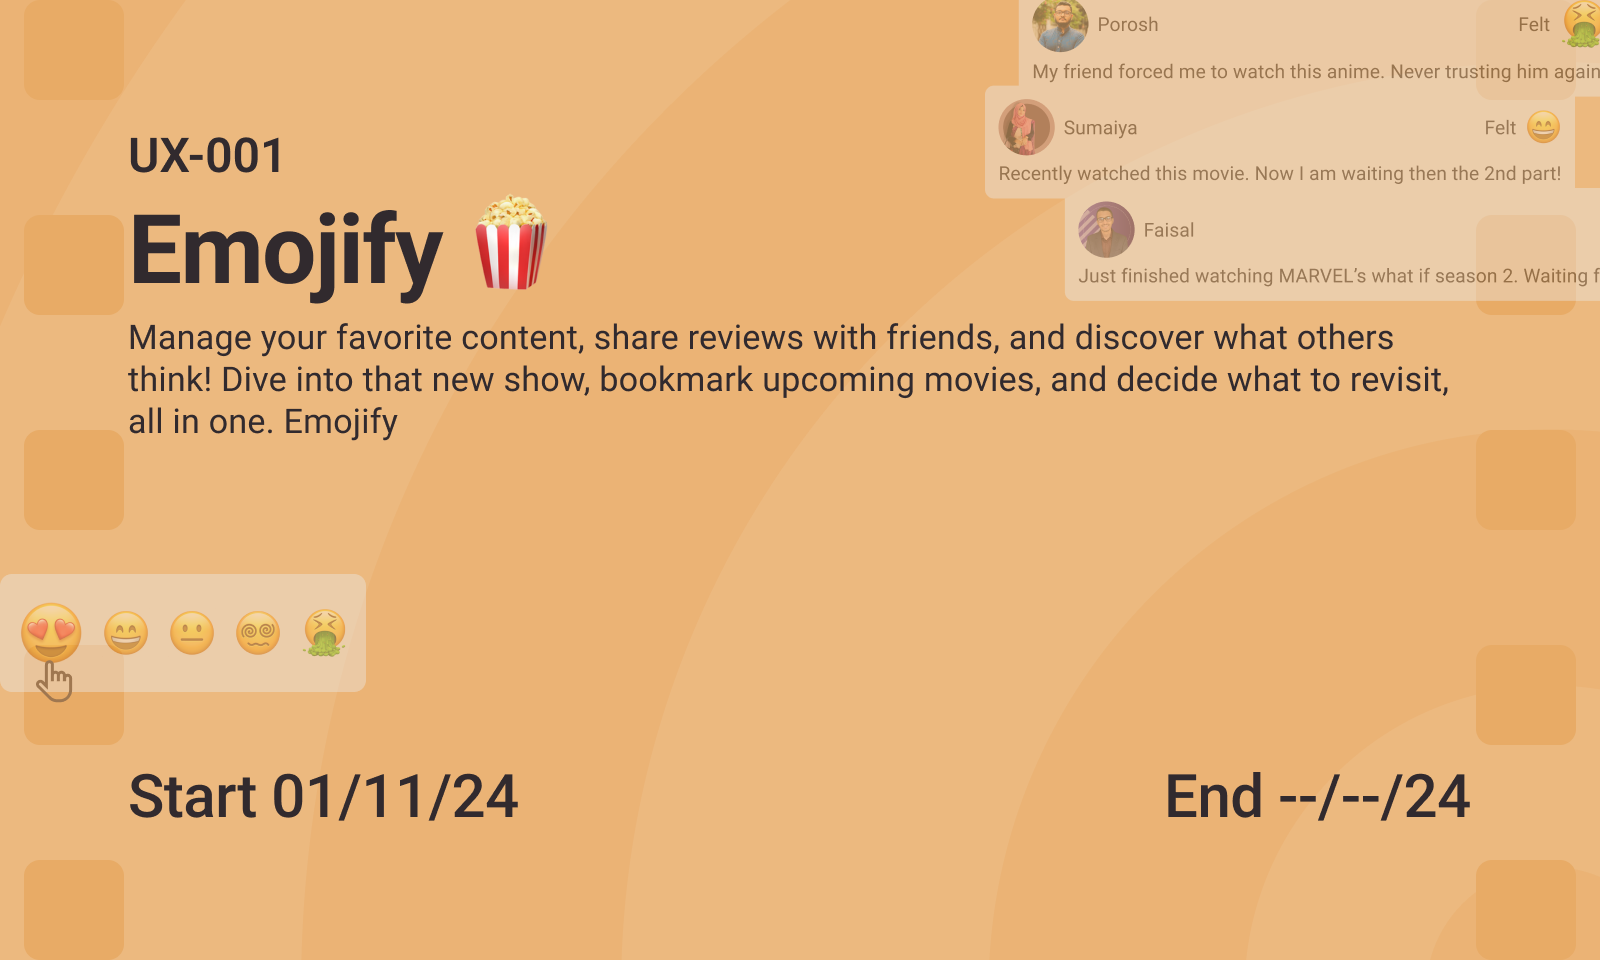 Porosh
Felt
My friend forced me to watch this anime. Never trusting him again
Sumaiya
Felt
Recently watched this movie. Now I am waiting then the 2nd part!
Faisal
Just finished watching MARVEL’s what if season 2. Waiting f
UX-001
Emojify
Manage your favorite content, share reviews with friends, and discover what others
think! Dive into that new show, bookmark upcoming movies, and decide what to revisit,
all in one. Emojify
Start 01/11/24
End --/--/24